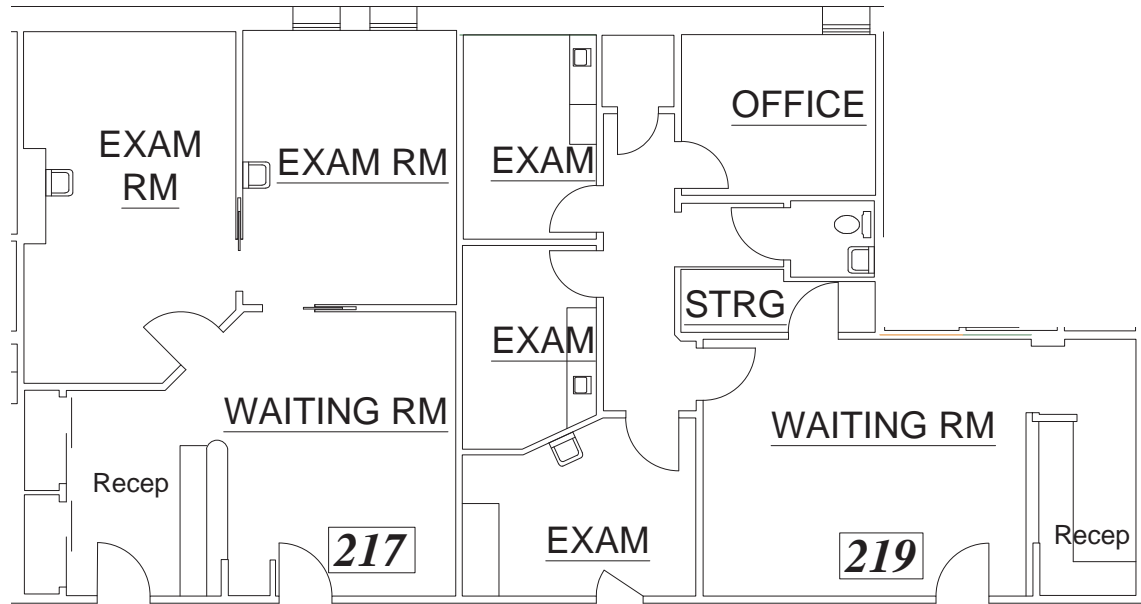 OFFICE
EXAM
RM
EXAM RM
EXAM
STRG
EXAM
WAITING RM
WAITING RM
Recep
217
EXAM
219
Recep